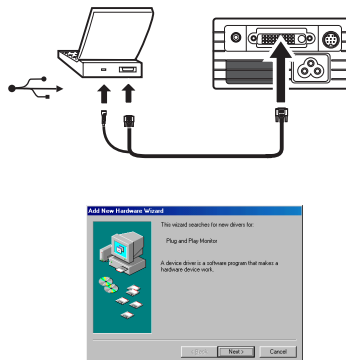 Add New Hardware Wizard
This wizard searches for new drivers for:
Plug and Play Monitor
A device driver is a software program that makes a
hardware device work.
< Back
Next >
Cancel